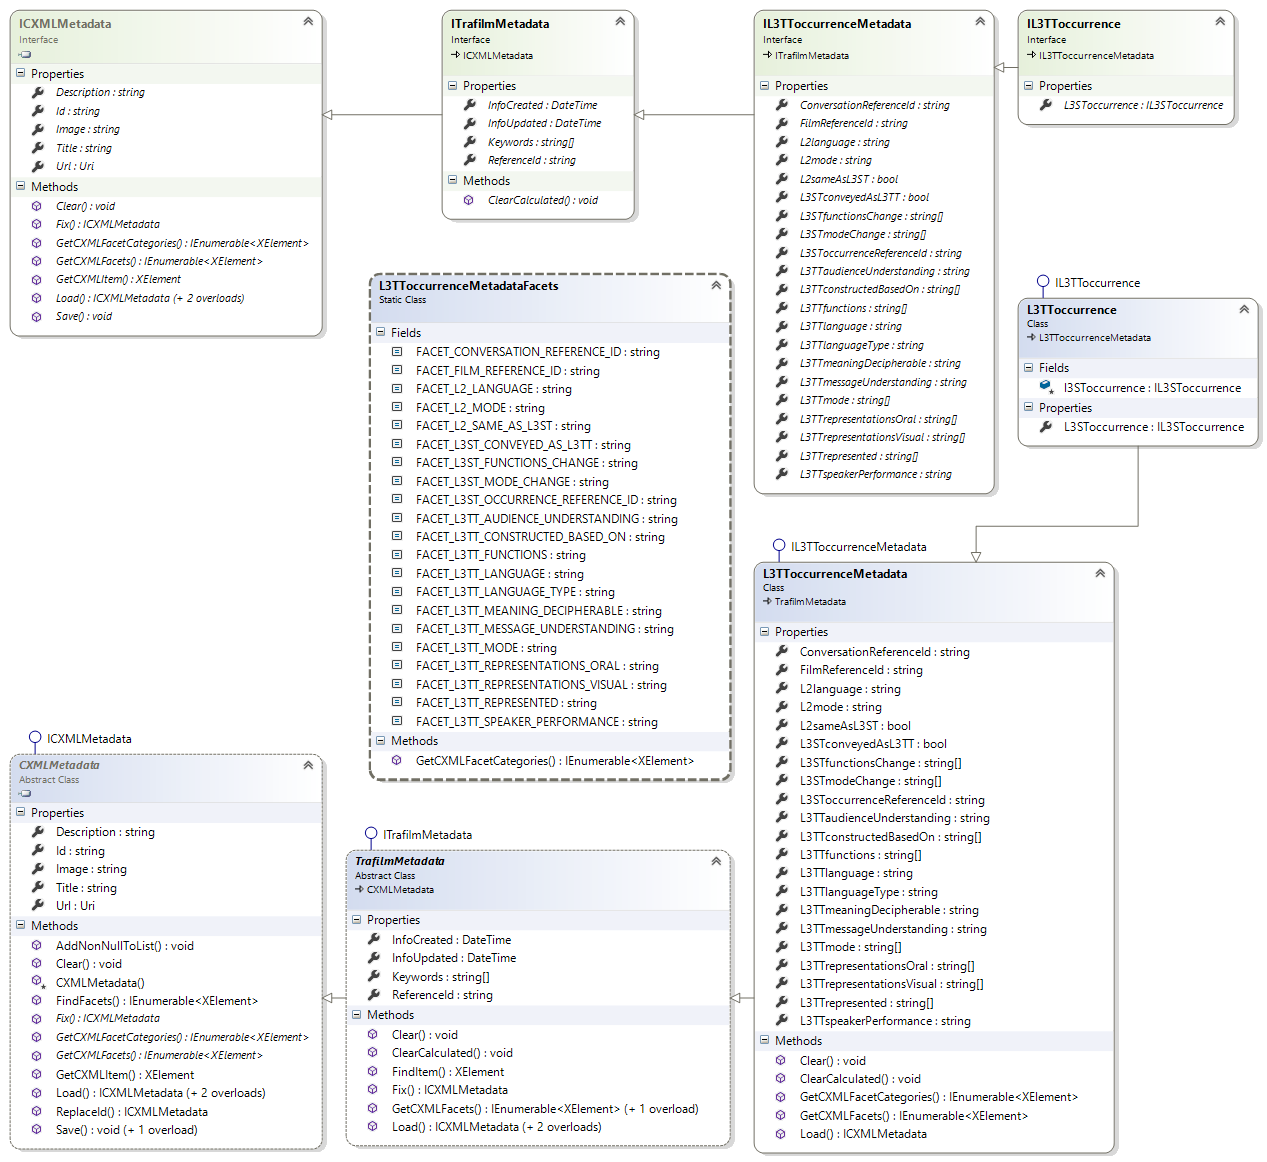 ICXMLMetadata
Interface
Properties
Description : string
Id : string
Image : string
Title : string
Url : Uri
Methods
Clear() : void
Fix() : ICXMLMetadata
GetCXMLFacetCategories() : IEnumerable<XElement>
GetCXMLFacets() : IEnumerable<XElement>
GetCXMLItem() : XElement
Load() : ICXMLMetadata (+ 2 overloads)
Save() : void
ITrafilmMetadata
Interface
ICXMLMetadata
Properties
InfoCreated : DateTime
InfoUpdated : DateTime
Keywords : string[]
ReferenceId : string
Methods
ClearCalculated() : void
IL3TToccurrenceMetadata
Interface
ITrafilmMetadata
Properties
ConversationReferenceId : string
FilmReferenceId : string
L2language : string
L2mode : string
L2sameAsL3ST : bool
L3STconveyedAsL3TT : bool
L3STfunctionsChange : string[]
L3STmodeChange : string[]
L3SToccurrenceReferenceId : string
L3TTaudienceUnderstanding : string
L3TTconstructedBasedOn : string[]
L3TTfunctions : string[]
L3TTlanguage : string
L3TTlanguageType : string
L3TTmeaningDecipherable : string
L3TTmessageUnderstanding : string
L3TTmode : string[]
L3TTrepresentationsOral : string[]
L3TTrepresentationsVisual : string[]
L3TTrepresented : string[]
L3TTspeakerPerformance : string
IL3TToccurrence
Interface
IL3TToccurrenceMetadata
Properties
L3SToccurrence : IL3SToccurrence
L3TToccurrenceMetadataFacets
Static Class
Fields
FACET_CONVERSATION_REFERENCE_ID : string
FACET_FILM_REFERENCE_ID : string
FACET_L2_LANGUAGE : string
FACET_L2_MODE : string
FACET_L2_SAME_AS_L3ST : string
FACET_L3ST_CONVEYED_AS_L3TT : string
FACET_L3ST_FUNCTIONS_CHANGE : string
FACET_L3ST_MODE_CHANGE : string
FACET_L3ST_OCCURRENCE_REFERENCE_ID : string
FACET_L3TT_AUDIENCE_UNDERSTANDING : string
FACET_L3TT_CONSTRUCTED_BASED_ON : string
FACET_L3TT_FUNCTIONS : string
FACET_L3TT_LANGUAGE : string
FACET_L3TT_LANGUAGE_TYPE : string
FACET_L3TT_MEANING_DECIPHERABLE : string
FACET_L3TT_MESSAGE_UNDERSTANDING : string
FACET_L3TT_MODE : string
FACET_L3TT_REPRESENTATIONS_ORAL : string
FACET_L3TT_REPRESENTATIONS_VISUAL : string
FACET_L3TT_REPRESENTED : string
FACET_L3TT_SPEAKER_PERFORMANCE : string
Methods
GetCXMLFacetCategories() : IEnumerable<XElement>
IL3TToccurrence
L3TToccurrence
Class
L3TToccurrenceMetadata
Fields
l3SToccurrence : IL3SToccurrence
Properties
L3SToccurrence : IL3SToccurrence
IL3TToccurrenceMetadata
L3TToccurrenceMetadata
Class
TrafilmMetadata
Properties
ConversationReferenceId : string
FilmReferenceId : string
L2language : string
L2mode : string
L2sameAsL3ST : bool
L3STconveyedAsL3TT : bool
L3STfunctionsChange : string[]
L3STmodeChange : string[]
L3SToccurrenceReferenceId : string
L3TTaudienceUnderstanding : string
L3TTconstructedBasedOn : string[]
L3TTfunctions : string[]
L3TTlanguage : string
L3TTlanguageType : string
L3TTmeaningDecipherable : string
L3TTmessageUnderstanding : string
L3TTmode : string[]
L3TTrepresentationsOral : string[]
L3TTrepresentationsVisual : string[]
L3TTrepresented : string[]
L3TTspeakerPerformance : string
Methods
Clear() : void
ClearCalculated() : void
GetCXMLFacetCategories() : IEnumerable<XElement>
GetCXMLFacets() : IEnumerable<XElement>
Load() : ICXMLMetadata
ICXMLMetadata
CXMLMetadata
Abstract Class
Properties
Description : string
Id : string
Image : string
Title : string
Url : Uri
Methods
AddNonNullToList() : void
Clear() : void
CXMLMetadata()
FindFacets() : IEnumerable<XElement>
Fix() : ICXMLMetadata
GetCXMLFacetCategories() : IEnumerable<XElement>
GetCXMLFacets() : IEnumerable<XElement>
GetCXMLItem() : XElement
Load() : ICXMLMetadata (+ 2 overloads)
ReplaceId() : ICXMLMetadata
Save() : void (+ 1 overload)
ITrafilmMetadata
TrafilmMetadata
Abstract Class
CXMLMetadata
Properties
InfoCreated : DateTime
InfoUpdated : DateTime
Keywords : string[]
ReferenceId : string
Methods
Clear() : void
ClearCalculated() : void
FindItem() : XElement
Fix() : ICXMLMetadata
GetCXMLFacets() : IEnumerable<XElement> (+ 1 overload)
Load() : ICXMLMetadata (+ 2 overloads)